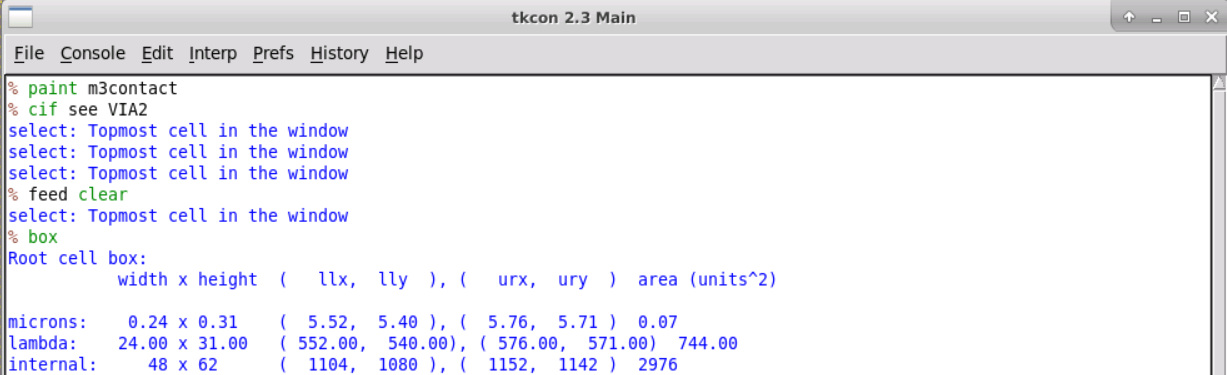 tkcon 2.3 Main
File Console Edit Interp Prefs History Help
% paint m3contact
% cif see VIA2
select: Topmost cell in the window
select: Topmost cell in the window
select: Topmost cell in the window
% feed clear
select: Topmost cell in the window
% box
Root cell box:
width x height ( llx, lly ), ( urx, ury ) area (units^2)
microns: 0.24 x 0.31 ( 5.52, 5.40 ), ( 5.76, 5.71 ) 0.07
lambda: 24.00 x 31.00 ( 552.00, 540.00), ( 576.00, 571.00) 744.00
internal: 48 x 62 ( 1104, 1080 ), ( 1152, 1142 ) 2976